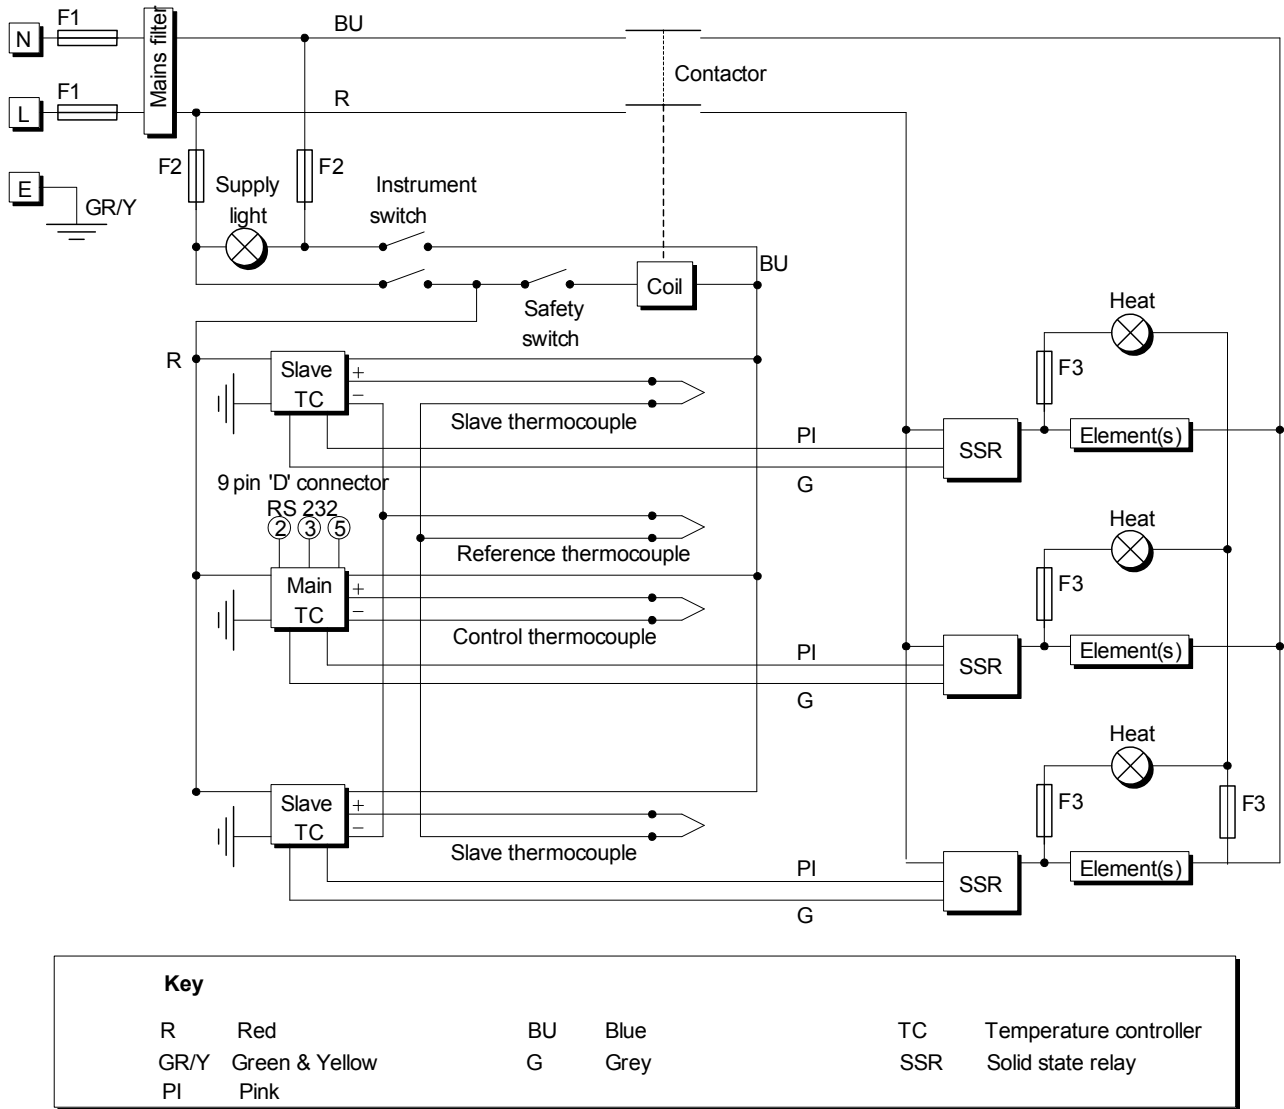 F1
N
BU
Mains filter
Contactor
F1
L
R
F2
F2
Supply
light
Instrument
switch
E
GR/Y
BU
Coil
Safety
switch
Heat
R
Slave
TC
+
–
F3
Slave thermocouple
PI
SSR
Element(s)
G
9 pin 'D' connector
RS 232
2 3 5
Heat
Reference thermocouple
Main
TC
+
–
F3
Control thermocouple
PI
SSR
Element(s)
G
Heat
Slave
TC
+
–
F3
F3
Slave thermocouple
PI
SSR
Element(s)
G
Key
R Red BU Blue TC Temperature controller
GR/Y Green & Yellow G Grey SSR Solid state relay
PI Pink